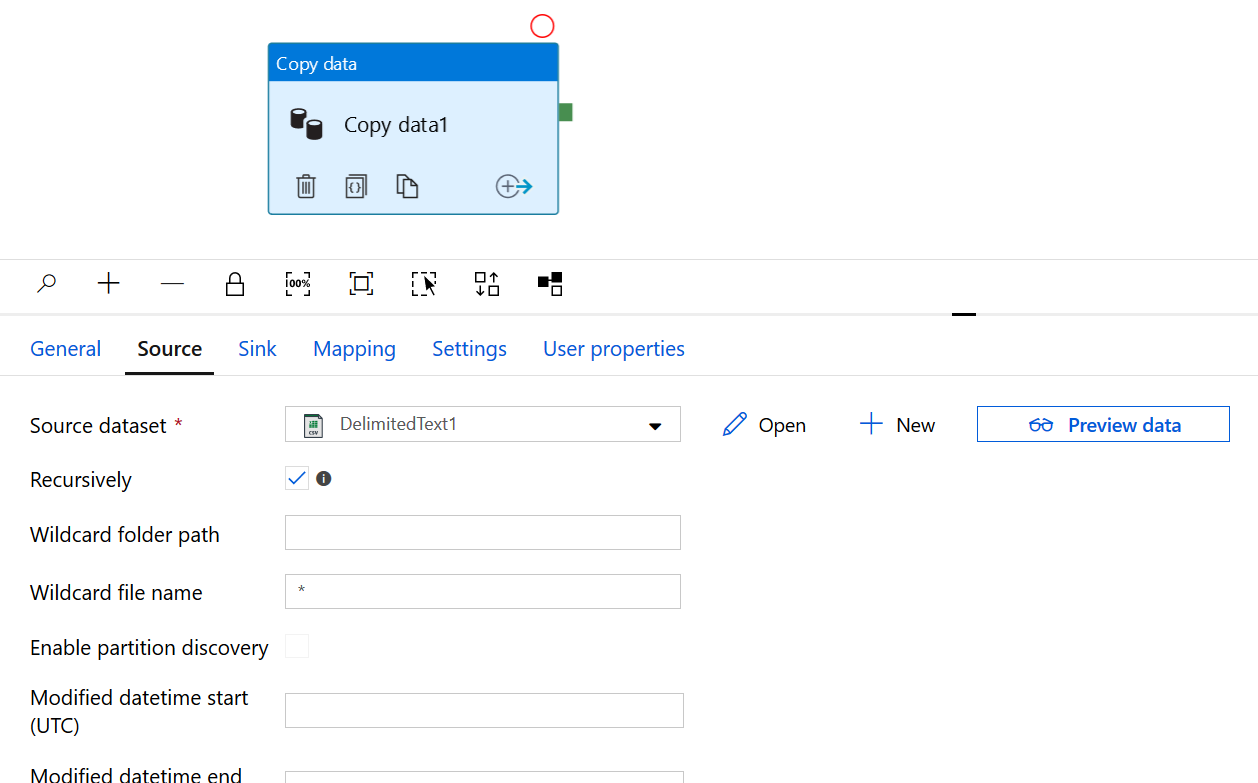 Copy data
Copy data1
100%
General Source Sink Mapping Settings User properties
Source dataset * CSV DelimitedText1 Open New Preview data
Recursively
Wildcard folder path
Wildcard file name *
Enable partition discovery
Modified datetime start
(UTC)
Modified datetime end